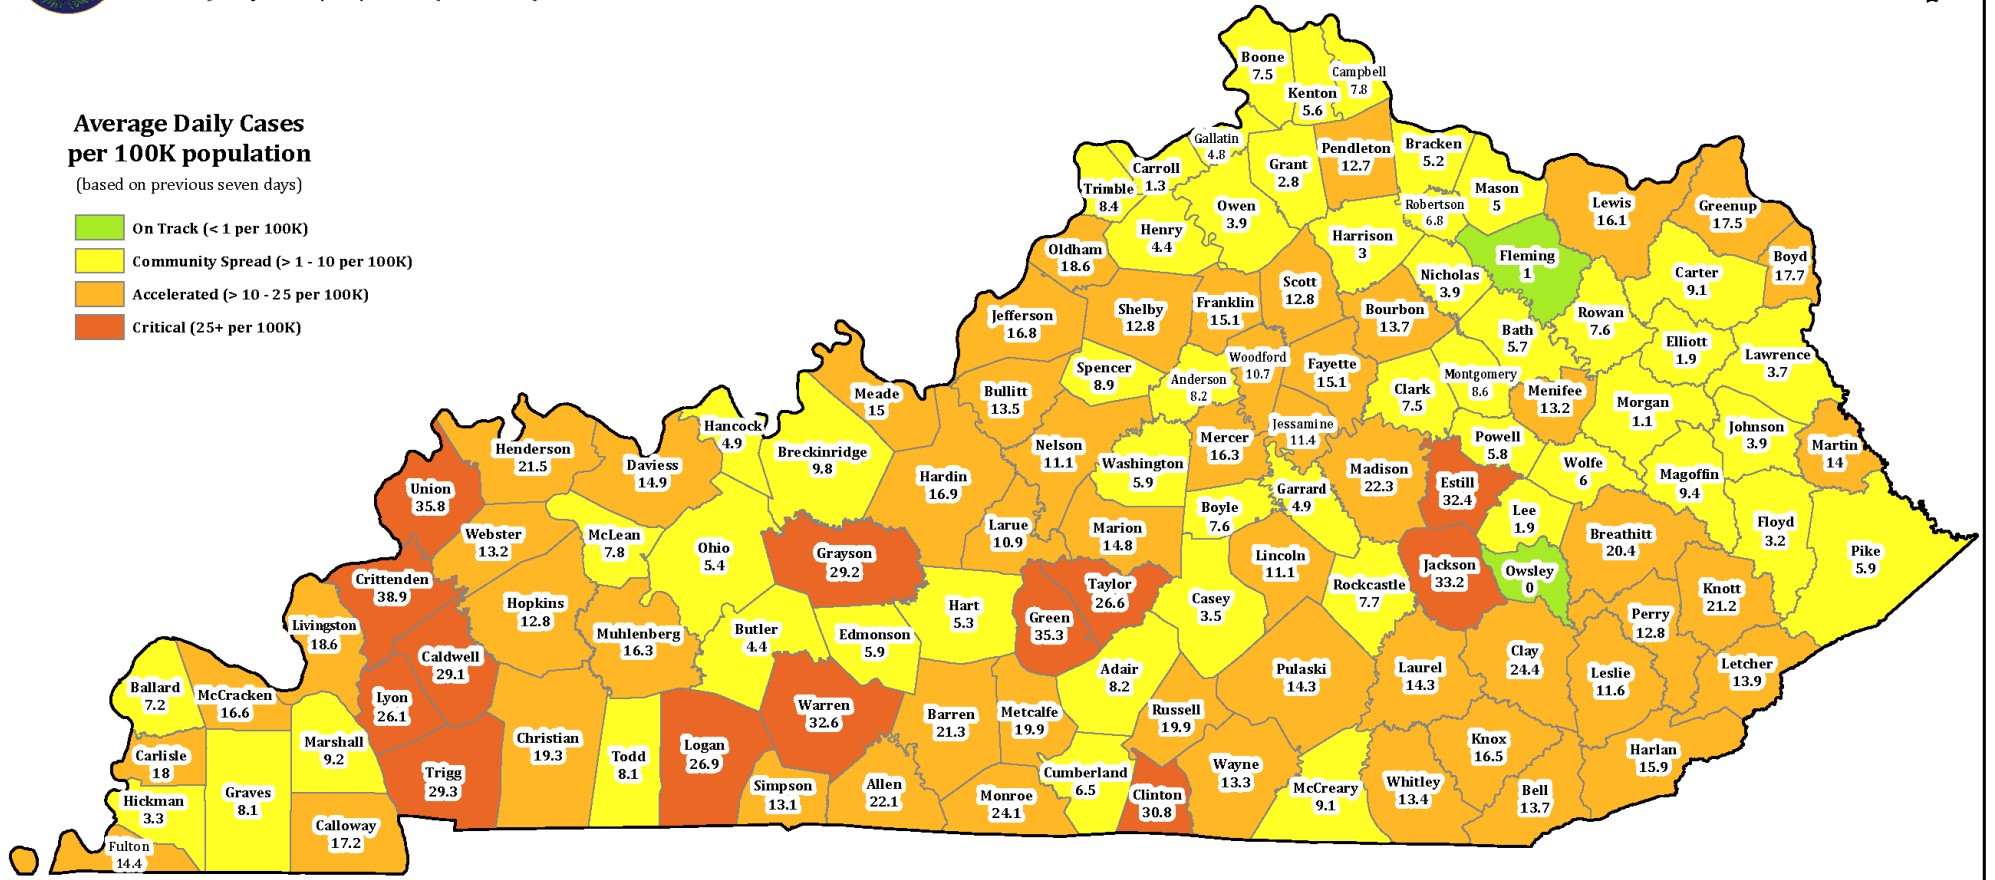 Average Daily Cases
per 100K population
(based on previous seven days)
On Track (< 1 per 100K)
Community Spread (> 1 - 10 per 100K)
Accelerated (> 10 - 25 per 100K)
Critical (25+ per 100K)
Boone
7.5
Kenton
5.6
Campbell
7.8
Gallatin
4.8
Carroll
1.3
Trimble
8.4
Grant
2.8
Pendleton
12.7
Bracken
5.2
Mason
5
Robertson
6.8
Owen
3.9
Henry
4.4
Oldham
18.6
Harrison
3
Nicholas
3.9
Fleming
1
Lewis
16.1
Greenup
17.5
Boyd
17.7
Carter
9.1
Rowan
7.6
Elliott
1.9
Lawrence
3.7
Jefferson
16.8
Shelby
12.8
Franklin
15.1
Scott
12.8
Bourbon
13.7
Bath
5.7
Spencer
8.9
Anderson
8.2
Woodford
10.7
Fayette
15.1
Clark
7.5
Montgomery
8.6
Menifee
13.2
Morgan
1.1
Johnson
3.9
Martin
14
Meade
15
Bullitt
13.5
Hancock
4.9
Breckinridge
9.8
Hardin
16.9
Nelson
11.1
Washington
5.9
Mercer
16.3
Jessamine
11.4
Madison
22.3
Garrard
4.9
Estill
32.4
Powell
5.8
Wolfe
6
Magoffin
9.4
Floyd
3.2
Pike
5.9
Henderson
21.5
Daviess
14.9
Union
35.8
Webster
13.2
McLean
7.8
Ohio
5.4
Grayson
29.2
Larue
10.9
Marion
14.8
Boyle
7.6
Lincoln
11.1
Lee
1.9
Breathitt
20.4
Crittenden
38.9
Hopkins
12.8
Livingston
18.6
Caldwell
29.1
Muhlenberg
16.3
Butler
4.4
Edmonson
5.9
Hart
5.3
Green
35.3
Taylor
26.6
Casey
3.5
Rockcastle
7.7
Jackson
33.2
Owsley
0
Perry
12.8
Knott
21.2
Letcher
13.9
Leslie
11.6
Clay
24.4
Laurel
14.3
Pulaski
14.3
Adair
8.2
Russell
19.9
Metcalfe
19.9
Barren
21.3
Warren
32.6
Logan
26.9
Todd
8.1
Christian
19.3
Trigg
29.3
Lyon
26.1
Marshall
9.2
McCracken
16.6
Ballard
7.2
Carlisle
18
Hickman
3.3
Graves
8.1
Fulton
14.4
Calloway
17.2
Simpson
13.1
Allen
22.1
Monroe
24.1
Cumberland
6.5
Clinton
30.8
Wayne
13.3
McCreary
9.1
Whitley
13.4
Knox
16.5
Bell
13.7
Harlan
15.9